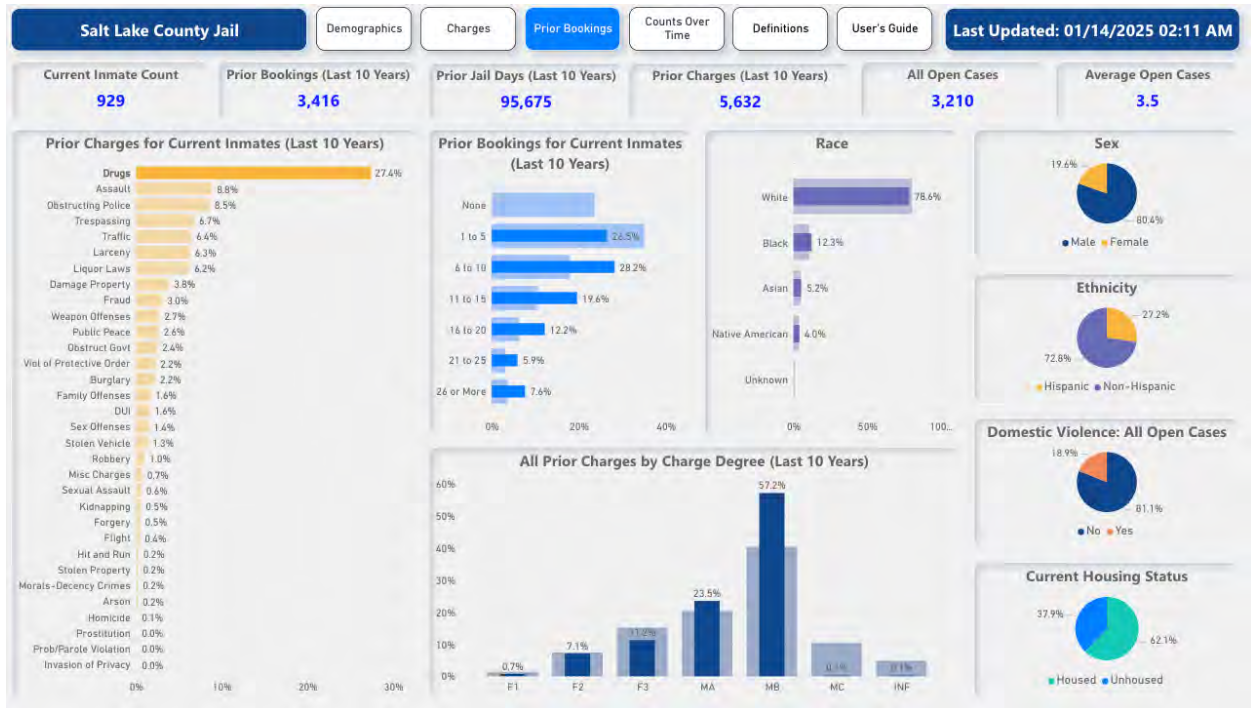 Salt Lake County Jail
Demographics
Charges
Prior Bookings
Counts Over
Time
Definitions
User's Guide
Last Updated: 01/14/2025 02:11 AM
Current Inmate Count
929
Prior Bookings (Last 10 Years)
3,416
Prior Jail Days (Last 10 Years)
95,675
Prior Charges (Last 10 Years)
5,632
All Open Cases
3,210
Average Open Cases
3.5
Prior Charges for Current Inmates (Last 10 Years)
Drugs 27.4%
Assault 8.8%
Obstructing Police 8.5%
Trespassing 6.7%
Traffic 6.4%
Larceny 6.3%
Liquor Laws 6.2%
Damage Property 3.8%
Fraud 3.0%
Weapon Offenses 2.7%
Public Peace 2.6%
Obstruct Govt 2.4%
Viol of Protective Order 2.2%
Burglary 2.2%
Family Offenses 1.6%
DUI 1.6%
Sex Offenses 1.4%
Stolen Vehicle 1.3%
Robbery 1.0%
Misc Charges 0.7%
Sexual Assault 0.6%
Kidnapping 0.5%
Forgery 0.5%
Flight 0.4%
Hit and Run 0.2%
Stolen Property 0.2%
Morals-Decency Crimes 0.2%
Arson 0.2%
Homicide 0.1%
Prostitution 0.0%
Prob/Parole Violation 0.0%
Invasion of Privacy 0.0%
0% 10% 20% 30%
Prior Bookings for Current Inmates
(Last 10 Years)
None
1 to 5 26.5%
6 to 10 28.2%
11 to 15 19.6%
16 to 20 12.2%
21 to 25 5.9%
26 or More 7.6%
0% 20% 40%
Race
White 78.6%
Black 12.3%
Asian 5.2%
Native American 4.0%
Unknown
0% 50% 100...
All Prior Charges by Charge Degree (Last 10 Years)
60%
50%
40%
30%
20%
10%
0%
0.7%
7.1%
23.5%
57.2%
0.1%
0.1%
F1 F2 F3 MA MB MC INF
Sex
19.6%
80.4%
Male Female
Ethnicity
27.2%
72.8%
Hispanic Non-Hispanic
Domestic Violence: All Open Cases
18.9%
81.1%
No Yes
Current Housing Status
37.9%
62.1%
Housed Unhoused